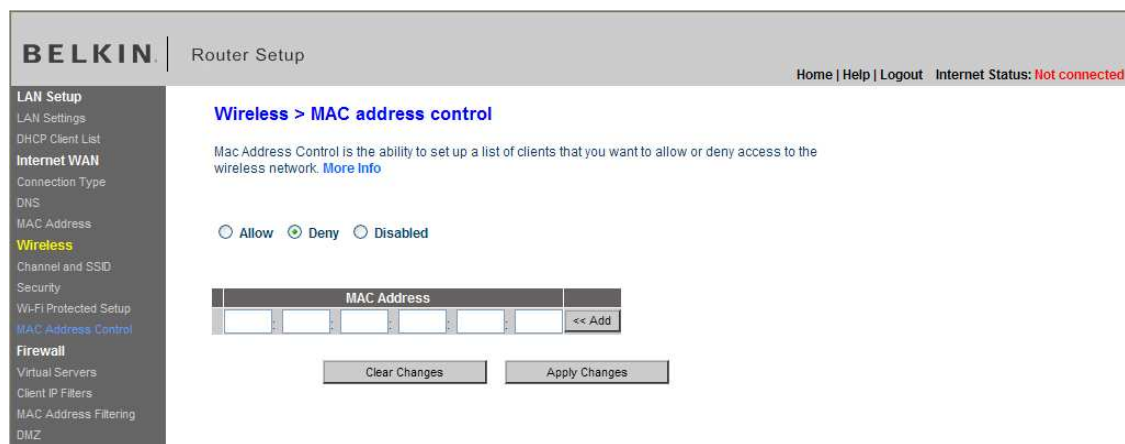 BELKIN. Router Setup
Home | Help | Logout Internet Status: Not connected
LAN Setup
LAN Settings
DHCP Client List
Internet WAN
Connection Type
DNS
MAC Address
Wireless
Channel and SSID
Security
Wi-Fi Protected Setup
MAC Address Control
Firewall
Virtual Servers
Client IP Filters
MAC Address Filtering
DMZ
Wireless > MAC address control
Mac Address Control is the ability to set up a list of clients that you want to allow or deny access to the
wireless network. More Info
Allow Deny Disabled
MAC Address
: : : : : << Add
Clear Changes Apply Changes